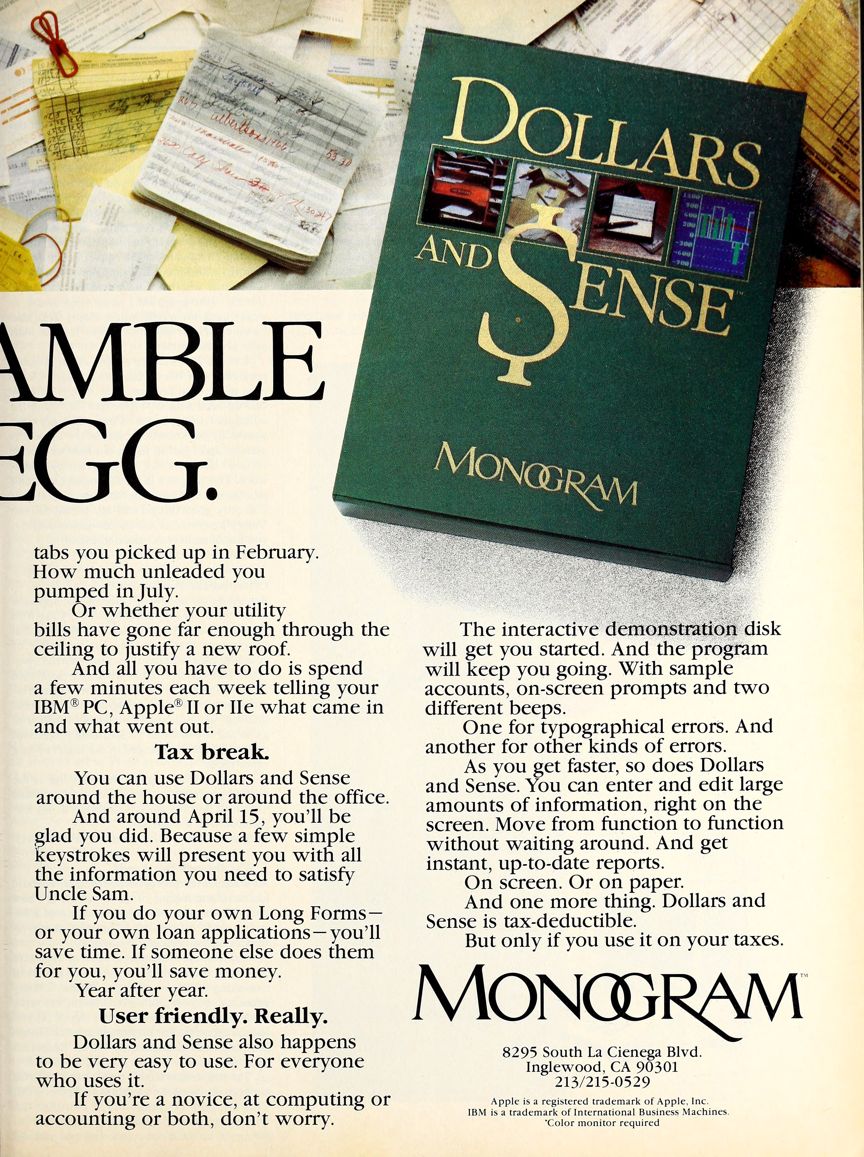 DOLLARS
AND SENSE™
MONOGRAM
AMBLE
EGG.
tabs you picked up in February.
How much unleaded you
pumped in July.
Or whether your utility
bills have gone far enough through the
ceiling to justify a new roof.
And all you have to do is spend
a few minutes each week telling your
IBM® PC, Apple® II or IIe what came in
and what went out.
Tax break.
You can use Dollars and Sense
around the house or around the office.
And around April 15, you'll be
glad you did. Because a few simple
keystrokes will present you with all
the information you need to satisfy
Uncle Sam.
If you do your own Long Forms—
or your own loan applications—you'll
save time. If someone else does them
for you, you'll save money.
Year after year.
User friendly. Really.
Dollars and Sense also happens
to be very easy to use. For everyone
who uses it.
If you're a novice, at computing or
accounting or both, don't worry.
The interactive demonstration disk
will get you started. And the program
will keep you going. With sample
accounts, on-screen prompts and two
different beeps.
One for typographical errors. And
another for other kinds of errors.
As you get faster, so does Dollars
and Sense. You can enter and edit large
amounts of information, right on the
screen. Move from function to function
without waiting around. And get
instant, up-to-date reports.
On screen. Or on paper.
And one more thing. Dollars and
Sense is tax-deductible.
But only if you use it on your taxes.
MONOGRAM™
8295 South La Cienega Blvd.
Inglewood, CA 90301
213/215-0529
Apple is a registered trademark of Apple, Inc.
IBM is a trademark of International Business Machines.
*Color monitor required